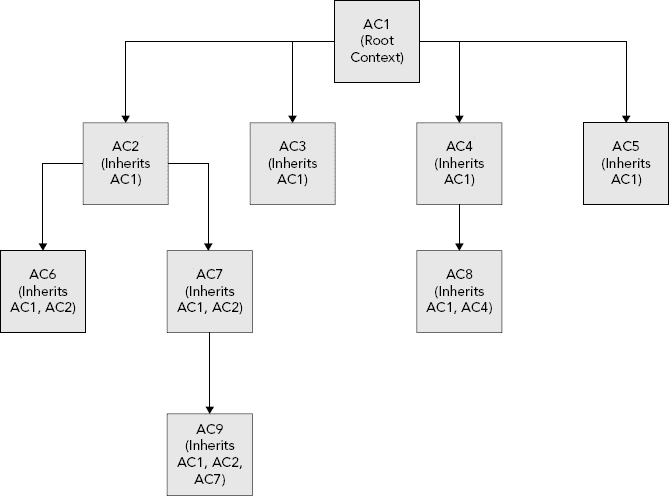 AC1
(Root
Context)
AC2
(Inherits
AC1)
AC3
(Inherits
AC1)
AC4
(Inherits
AC1)
AC5
(Inherits
AC1)
AC6
(Inherits
AC1, AC2)
AC7
(Inherits
AC1, AC2)
AC8
(Inherits
AC1, AC4)
AC9
(Inherits
AC1, AC2,
AC7)